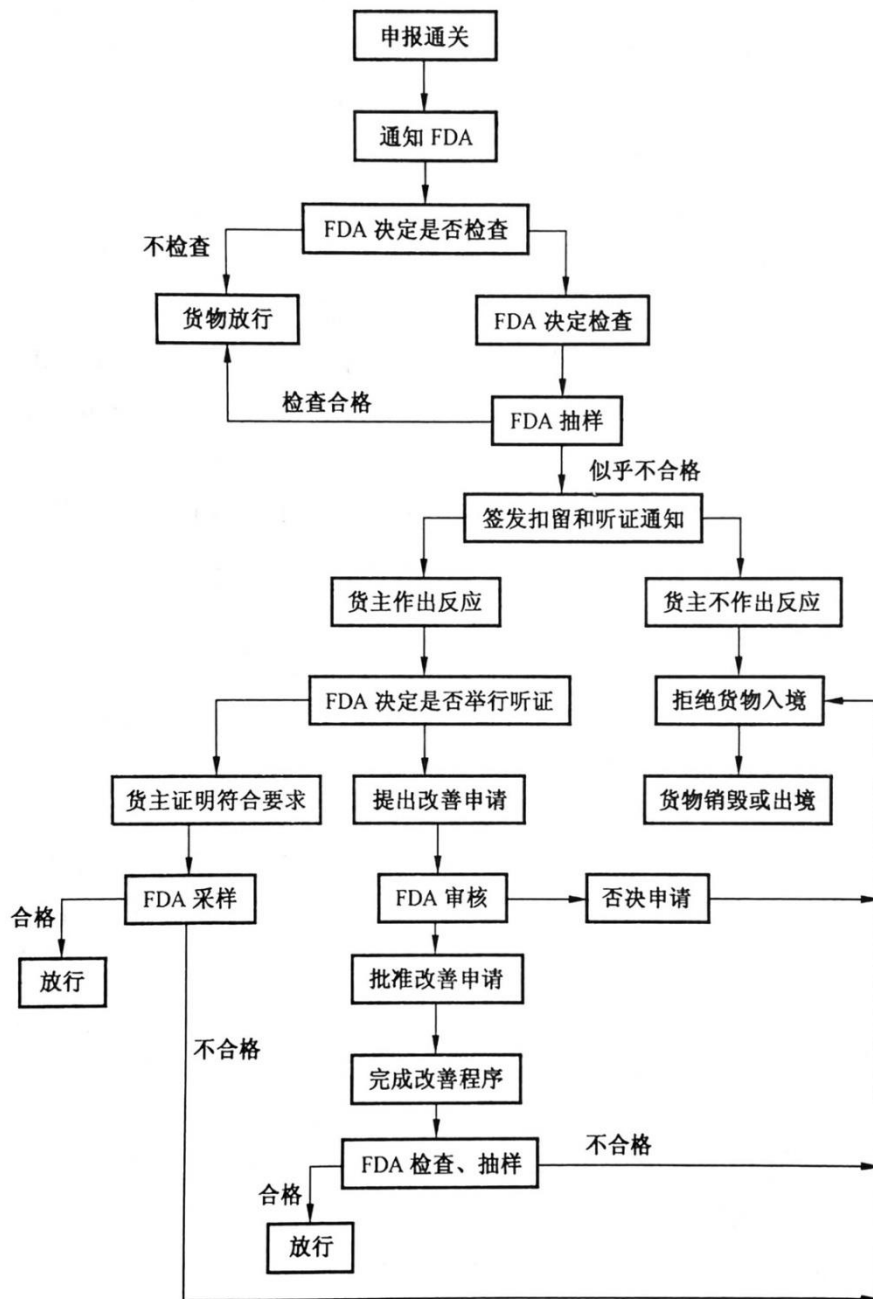 申报通关
通知 FDA
FDA 决定是否检查
不检查
货物放行
FDA 决定检查
检查合格
FDA 抽样
似乎不合格
签发扣留和听证通知
货主作出反应
货主不作出反应
FDA 决定是否举行听证
拒绝货物入境
货主证明符合要求
提出改善申请
货物销毁或出境
FDA 采样
FDA 审核
否决申请
合格
放行
批准改善申请
不合格
完成改善程序
FDA 检查、抽样
不合格
合格
放行